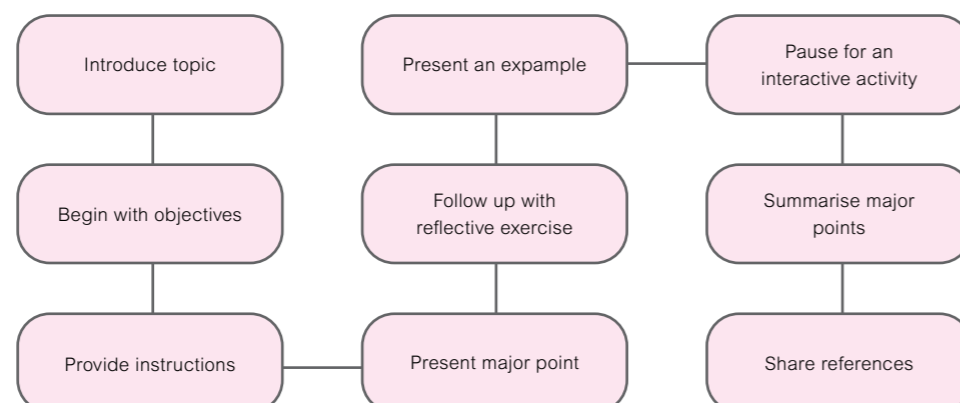 Introduce topic
Begin with objectives
Provide instructions
Present major point
Follow up with
reflective exercise
Present an expample
Pause for an
interactive activity
Summarise major
points
Share references